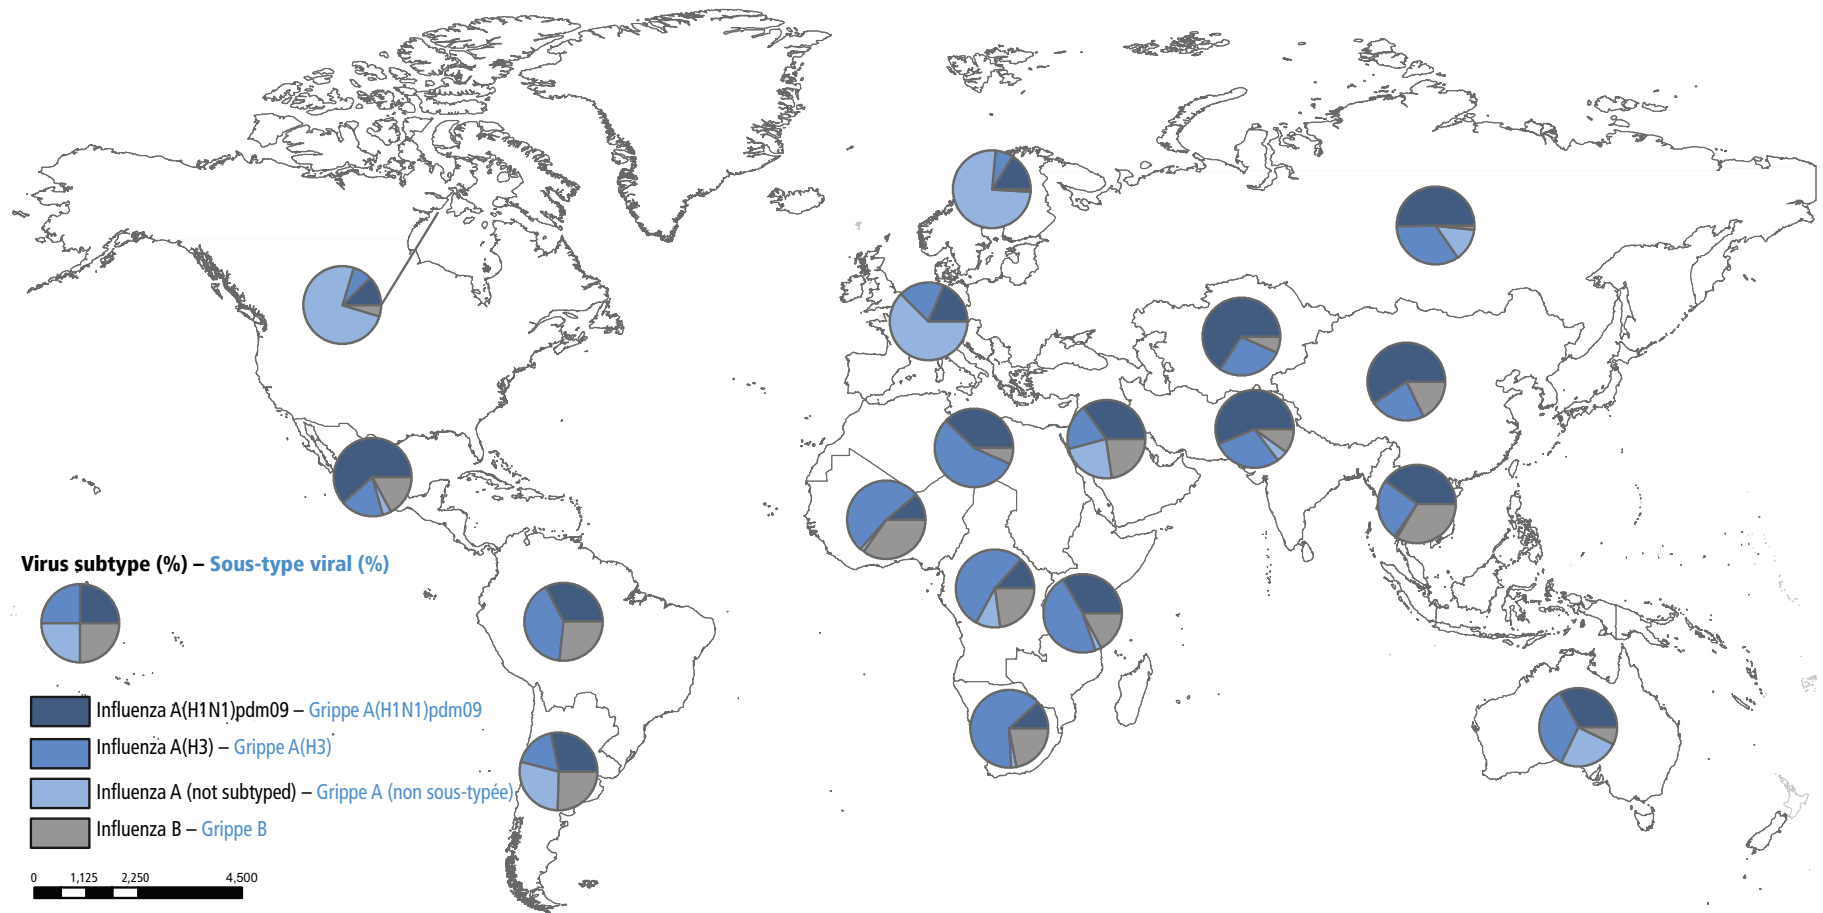 Virus subtype (%) – Sous-type viral (%)
Influenza A(H1N1)pdm09 – Grippe A(H1N1)pdm09
Influenza A(H3) – Grippe A(H3)
Influenza A (not subtyped) – Grippe A (non sous-typée)
Influenza B – Grippe B
0 1,125 2,250 4,500